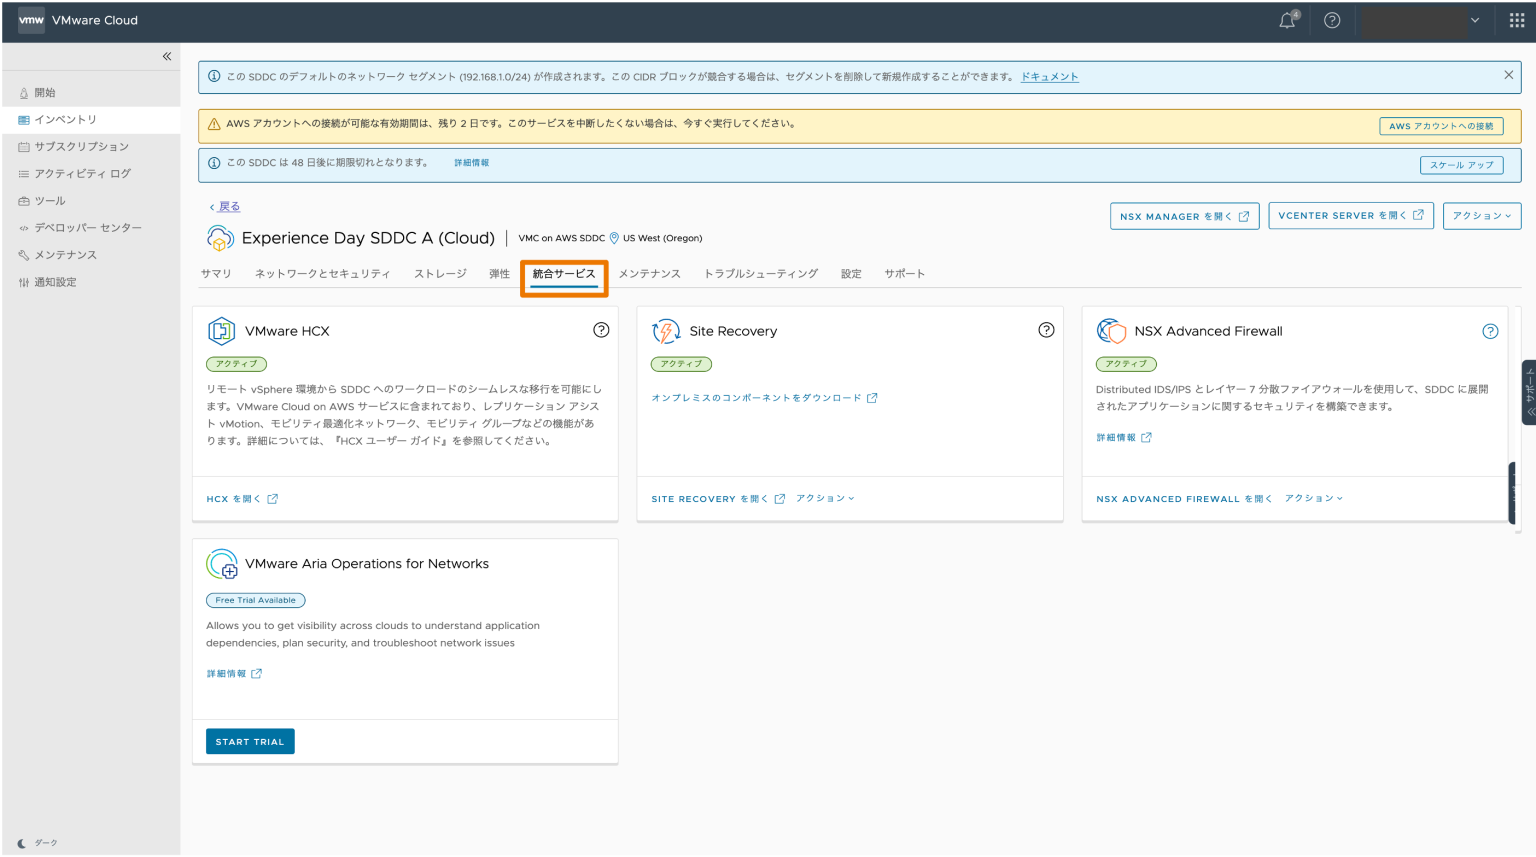 vmw VMware Cloud
4
開始
インベントリ
サブスクリプション
アクティビティ ログ
ツール
デベロッパー センター
メンテナンス
通知設定
ダーク
この SDDC のデフォルトのネットワーク セグメント (192.168.1.0/24) が作成されます。この CIDR ブロックが競合する場合は、セグメントを削除して新規作成することができます。 ドキュメント
AWS アカウントへの接続が可能な有効期間は、残り 2 日です。このサービスを中断したくない場合は、今すぐ実行してください。
AWS アカウントへの接続
この SDDC は 48 日後に期限切れとなります。 詳細情報
スケール アップ
戻る
NSX MANAGER を開く
VCENTER SERVER を開く
アクション
Experience Day SDDC A (Cloud) VMC on AWS SDDC US West (Oregon)
サマリ ネットワークとセキュリティ ストレージ 弾性 統合サービス メンテナンス トラブルシューティング 設定 サポート
VMware HCX
アクティブ
リモート vSphere 環境から SDDC へのワークロードのシームレスな移行を可能にし
ます。VMware Cloud on AWS サービスに含まれており、レプリケーション アシス
ト vMotion、モビリティ最適化ネットワーク、モビリティ グループなどの機能があ
ります。詳細については、『HCX ユーザー ガイド』を参照してください。
HCX を開く
Site Recovery
アクティブ
オンプレミスのコンポーネントをダウンロード
SITE RECOVERY を開く アクション
NSX Advanced Firewall
アクティブ
Distributed IDS/IPS とレイヤー 7 分散ファイアウォールを使用して、SDDC に展開
されたアプリケーションに関するセキュリティを構築できます。
詳細情報
NSX ADVANCED FIREWALL を開く アクション
サポート
VMware Aria Operations for Networks
Free Trial Available
Allows you to get visibility across clouds to understand application
dependencies, plan security, and troubleshoot network issues
詳細情報
START TRIAL